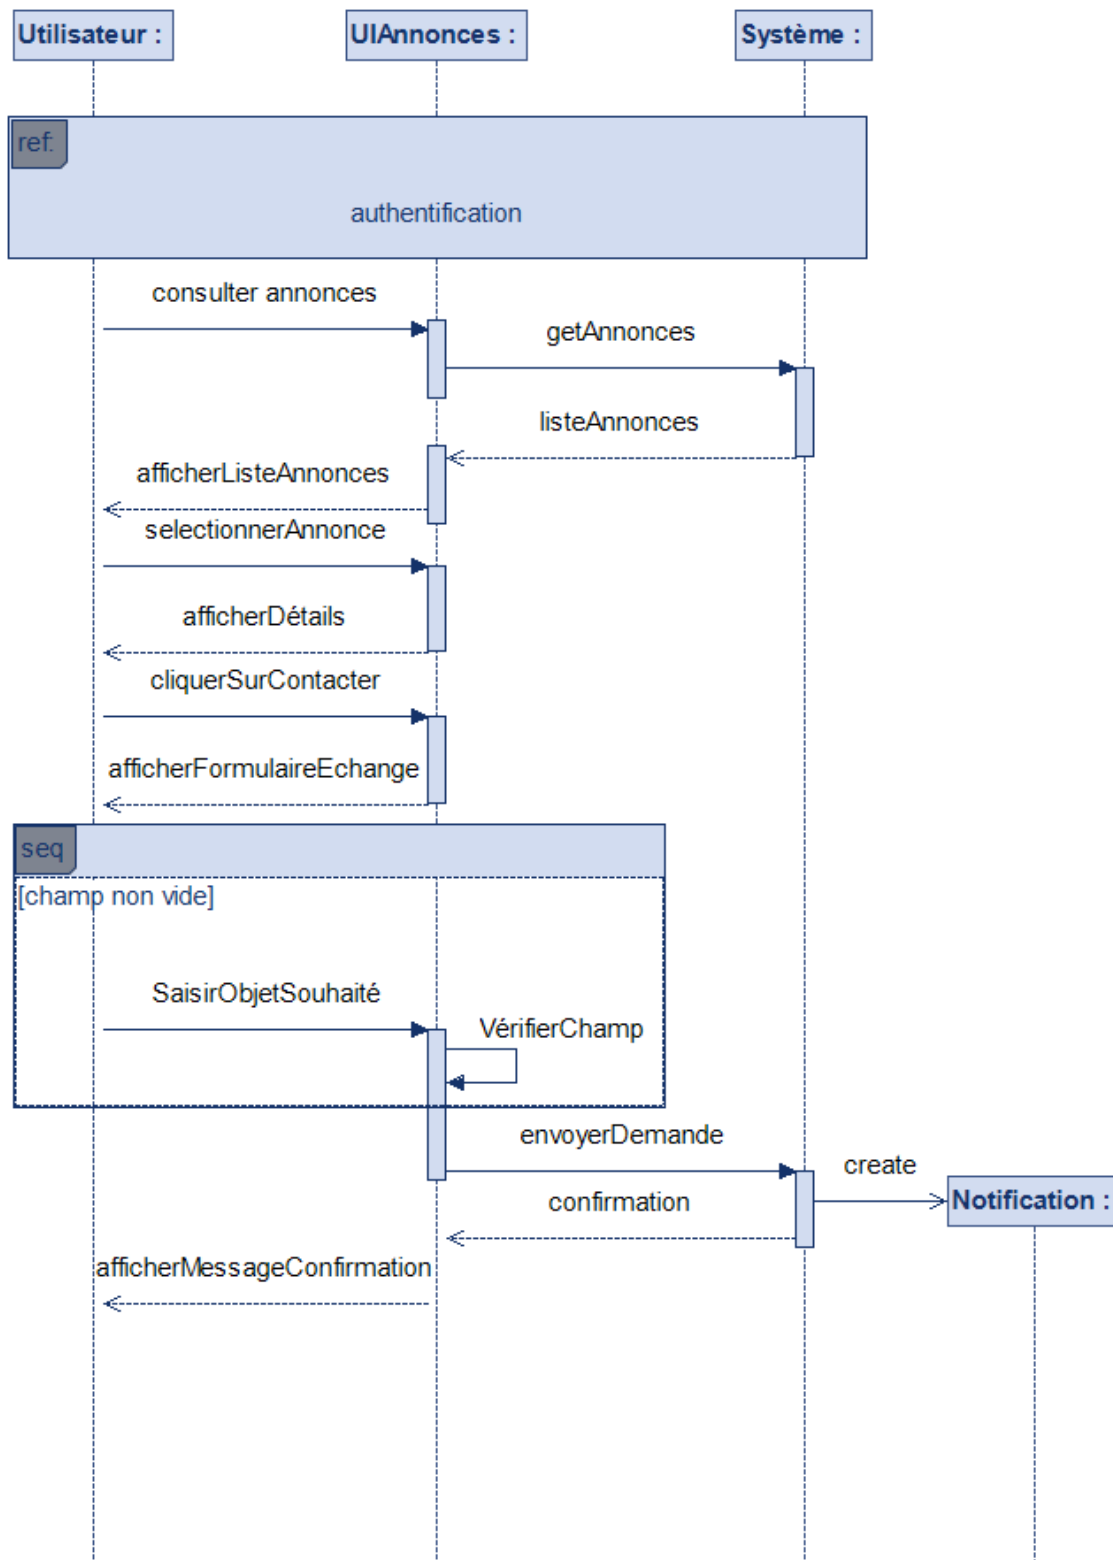 Utilisateur :
UIAnnonces :
Système :
ref:
authentification
consulter annonces
getAnnonces
listeAnnonces
afficherListeAnnonces
selectionnerAnnonce
afficherDétails
cliquerSurContacter
afficherFormulaireEchange
seq
[champ non vide]
SaisirObjetSouhaité
VérifierChamp
envoyerDemande
create
confirmation
Notification :
afficherMessageConfirmation